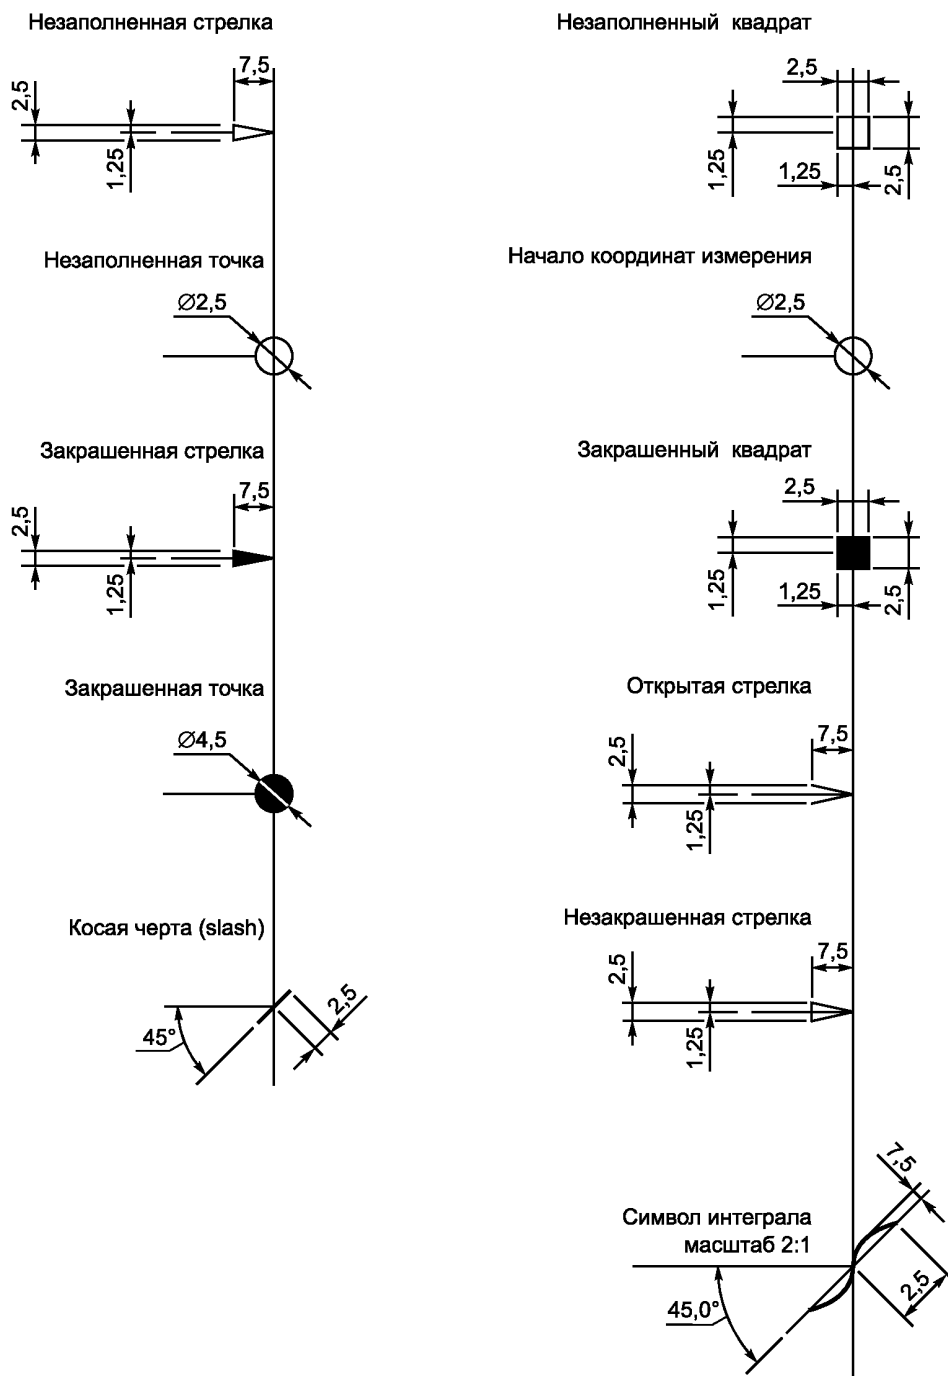 Незаполненная стрелка
7,5
2,5
1,25
Незаполненная точка
∅2,5
Закрашенная стрелка
7,5
2,5
1,25
Закрашенная точка
∅4,5
Косая черта (slash)
2,5
45°
Незаполненный квадрат
2,5
1,25
1,25
2,5
Начало координат измерения
∅2,5
Закрашенный квадрат
2,5
1,25
1,25
2,5
Открытая стрелка
7,5
2,5
1,25
Незакрашенная стрелка
7,5
2,5
1,25
7,5
Символ интеграла
масштаб 2:1
2,5
45,0°